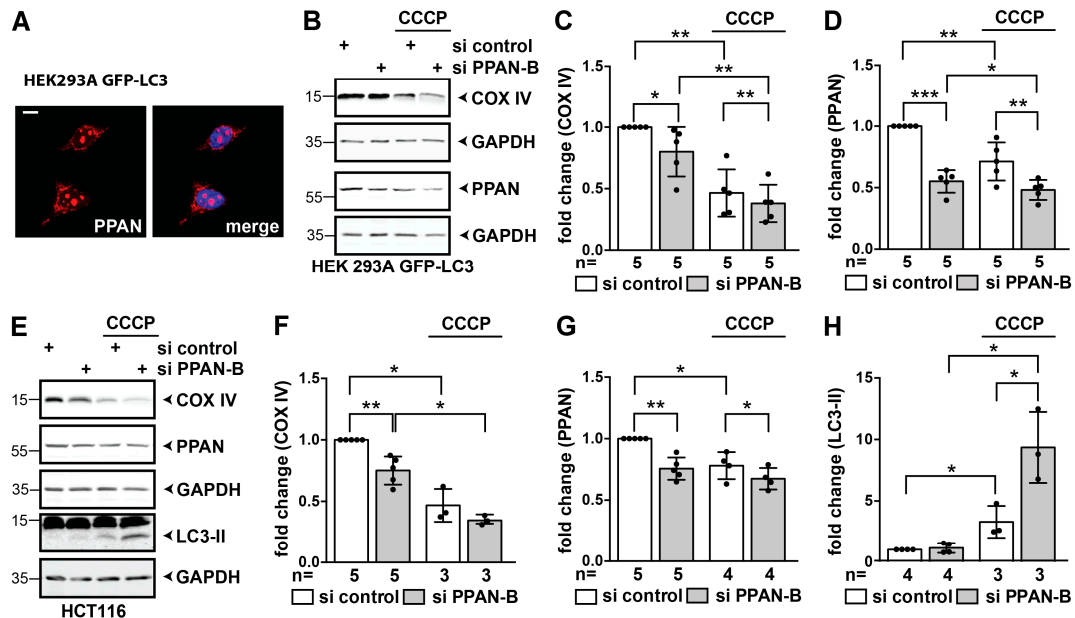 A
HEK293A GFP-LC3
PPAN
merge
B
CCCP
+ + si control
+ + si PPAN-B
15 COX IV
35 GAPDH
55 PPAN
35 GAPDH
HEK 293A GFP-LC3
C
CCCP
**
**
* **
fold change (COX IV)
1.5
1.0
0.5
0.0
n= 5 5 5 5
si control si PPAN-B
D
CCCP
**
*
*** **
fold change (PPAN)
1.5
1.0
0.5
0.0
n= 5 5 5 5
si control si PPAN-B
E
CCCP
+ + si control
+ + si PPAN-B
15 COX IV
55 PPAN
35 GAPDH
15 LC3-II
35 GAPDH
HCT116
F
CCCP
*
** *
fold change (COX IV)
1.5
1.0
0.5
0.0
n= 5 5 3 3
si control si PPAN-B
G
CCCP
*
** *
fold change (PPAN)
1.5
1.0
0.5
0.0
n= 5 5 4 4
si control si PPAN-B
H
CCCP
*
*
*
fold change (LC3-II)
15
10
5
0
n= 4 4 3 3
si control si PPAN-B